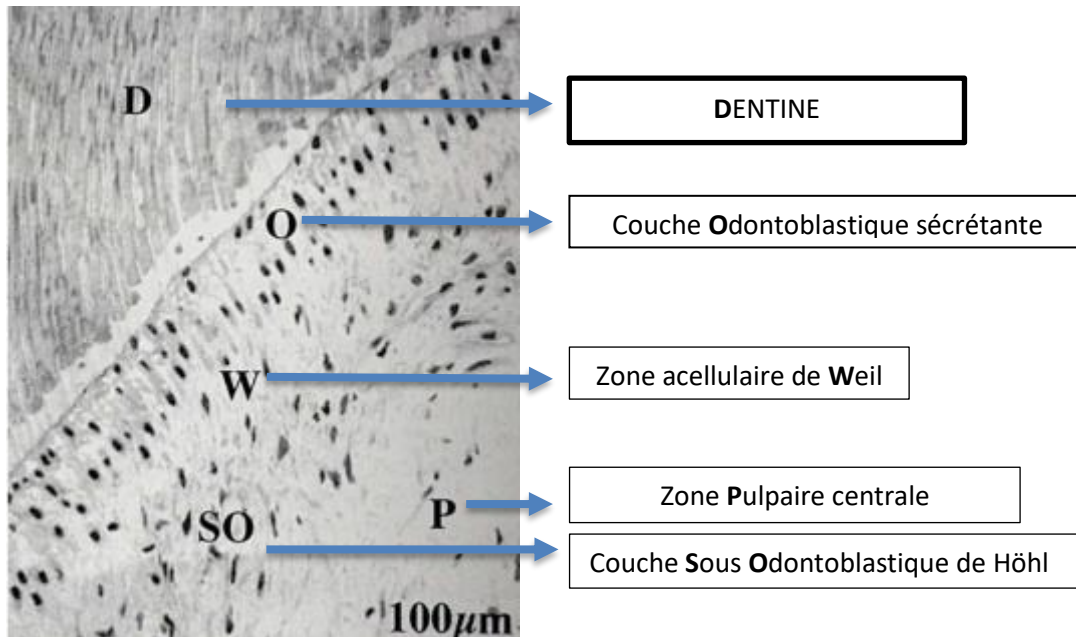 D
DENTINE
O
Couche Odontoblastique sécrétante
W
Zone acellulaire de Weil
P
Zone Pulpaire centrale
SO
Couche Sous Odontoblastique de Höhl
100µm